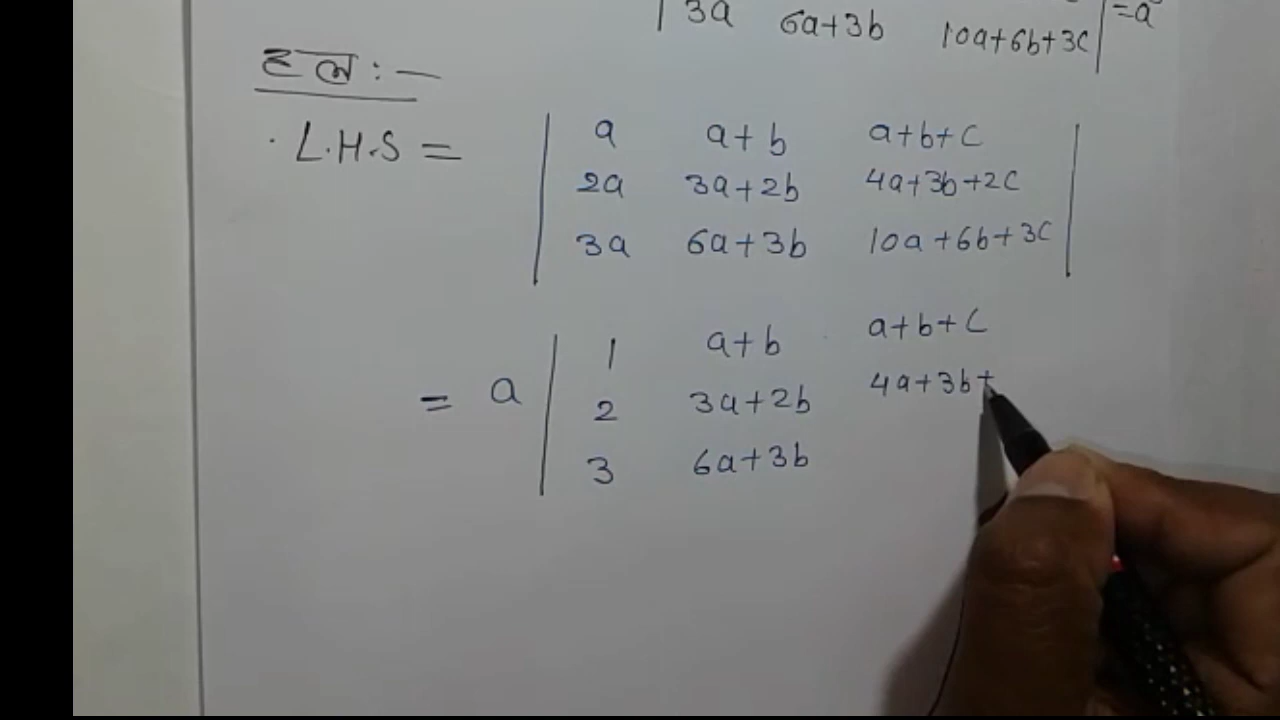 | 3a 6a+3b 10a+6b+3c | = a
हल :—
L.H.S = | a a+b a+b+c |
2a 3a+2b 4a+3b+2c
3a 6a+3b 10a+6b+3c
= a | 1 a+b a+b+c
2 3a+2b 4a+3b+
3 6a+3b